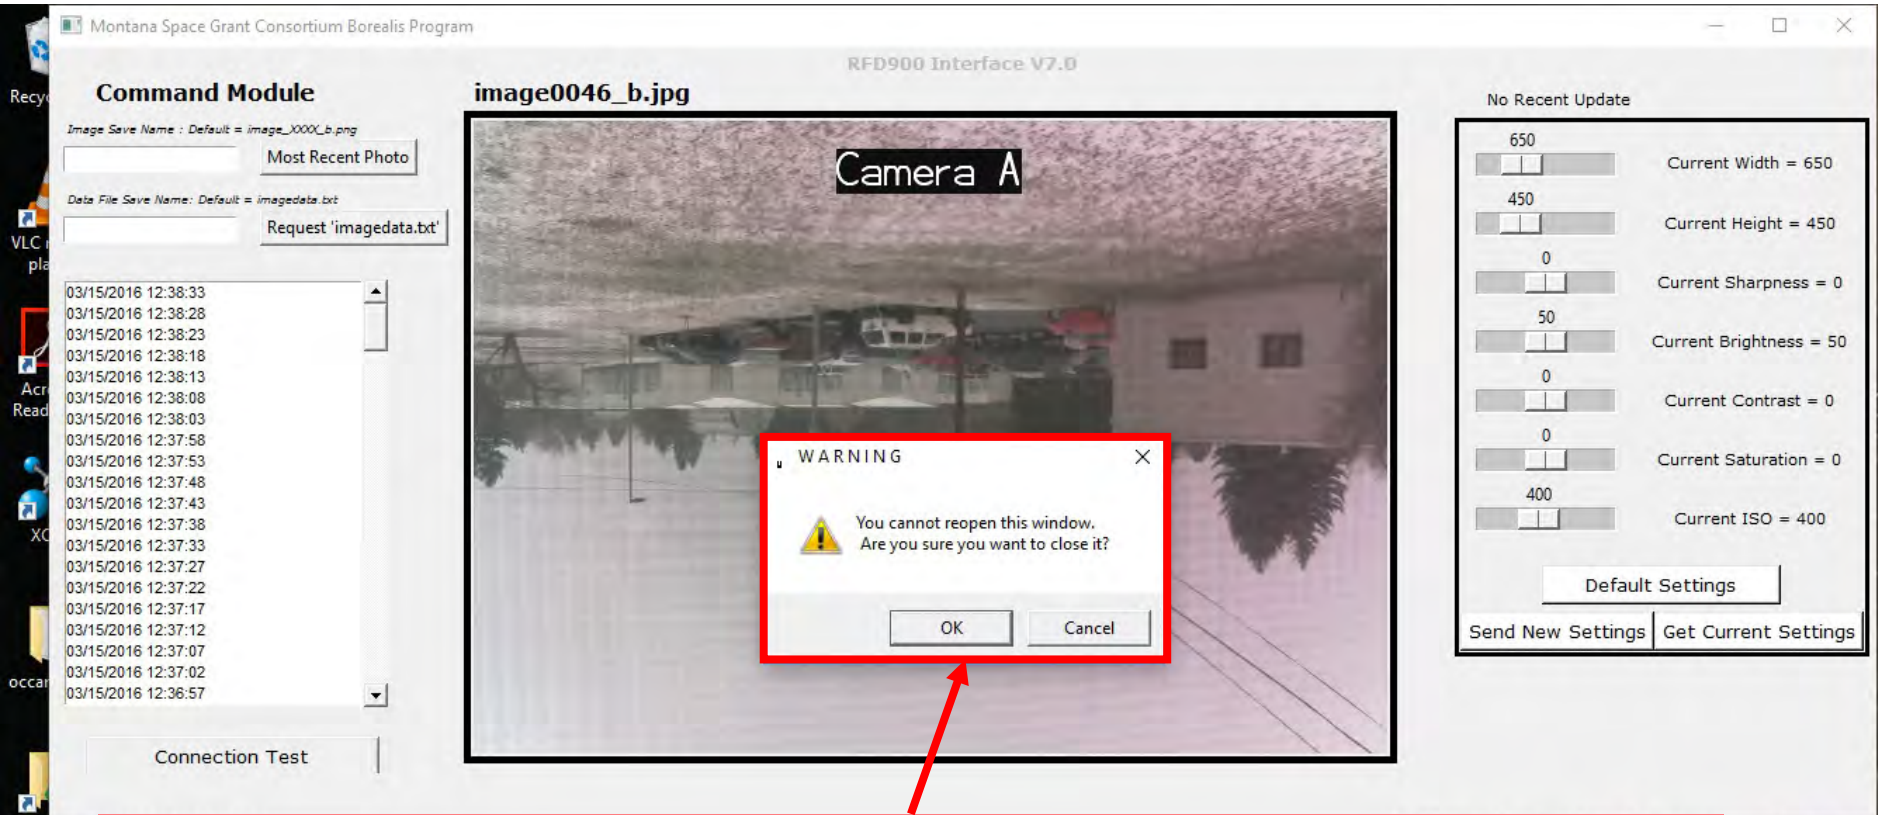 Montana Space Grant Consortium Borealis Program
RFD900 Interface V7.0
Command Module
Image Save Name : Default = image_XXXX_b.png
Most Recent Photo
Data File Save Name: Default = imagedata.txt
Request 'imagedata.txt'
03/15/2016 12:38:33
03/15/2016 12:38:28
03/15/2016 12:38:23
03/15/2016 12:38:18
03/15/2016 12:38:13
03/15/2016 12:38:08
03/15/2016 12:38:03
03/15/2016 12:37:58
03/15/2016 12:37:53
03/15/2016 12:37:48
03/15/2016 12:37:43
03/15/2016 12:37:38
03/15/2016 12:37:33
03/15/2016 12:37:27
03/15/2016 12:37:22
03/15/2016 12:37:17
03/15/2016 12:37:12
03/15/2016 12:37:07
03/15/2016 12:37:02
03/15/2016 12:36:57
Connection Test
image0046_b.jpg
Camera A
WARNING
You cannot reopen this window.
Are you sure you want to close it?
OK
Cancel
No Recent Update
650
Current Width = 650
450
Current Height = 450
0
Current Sharpness = 0
50
Current Brightness = 50
0
Current Contrast = 0
0
Current Saturation = 0
400
Current ISO = 400
Default Settings
Send New Settings
Get Current Settings
Recy
VLC
pla
Acr
Read
XC
occa